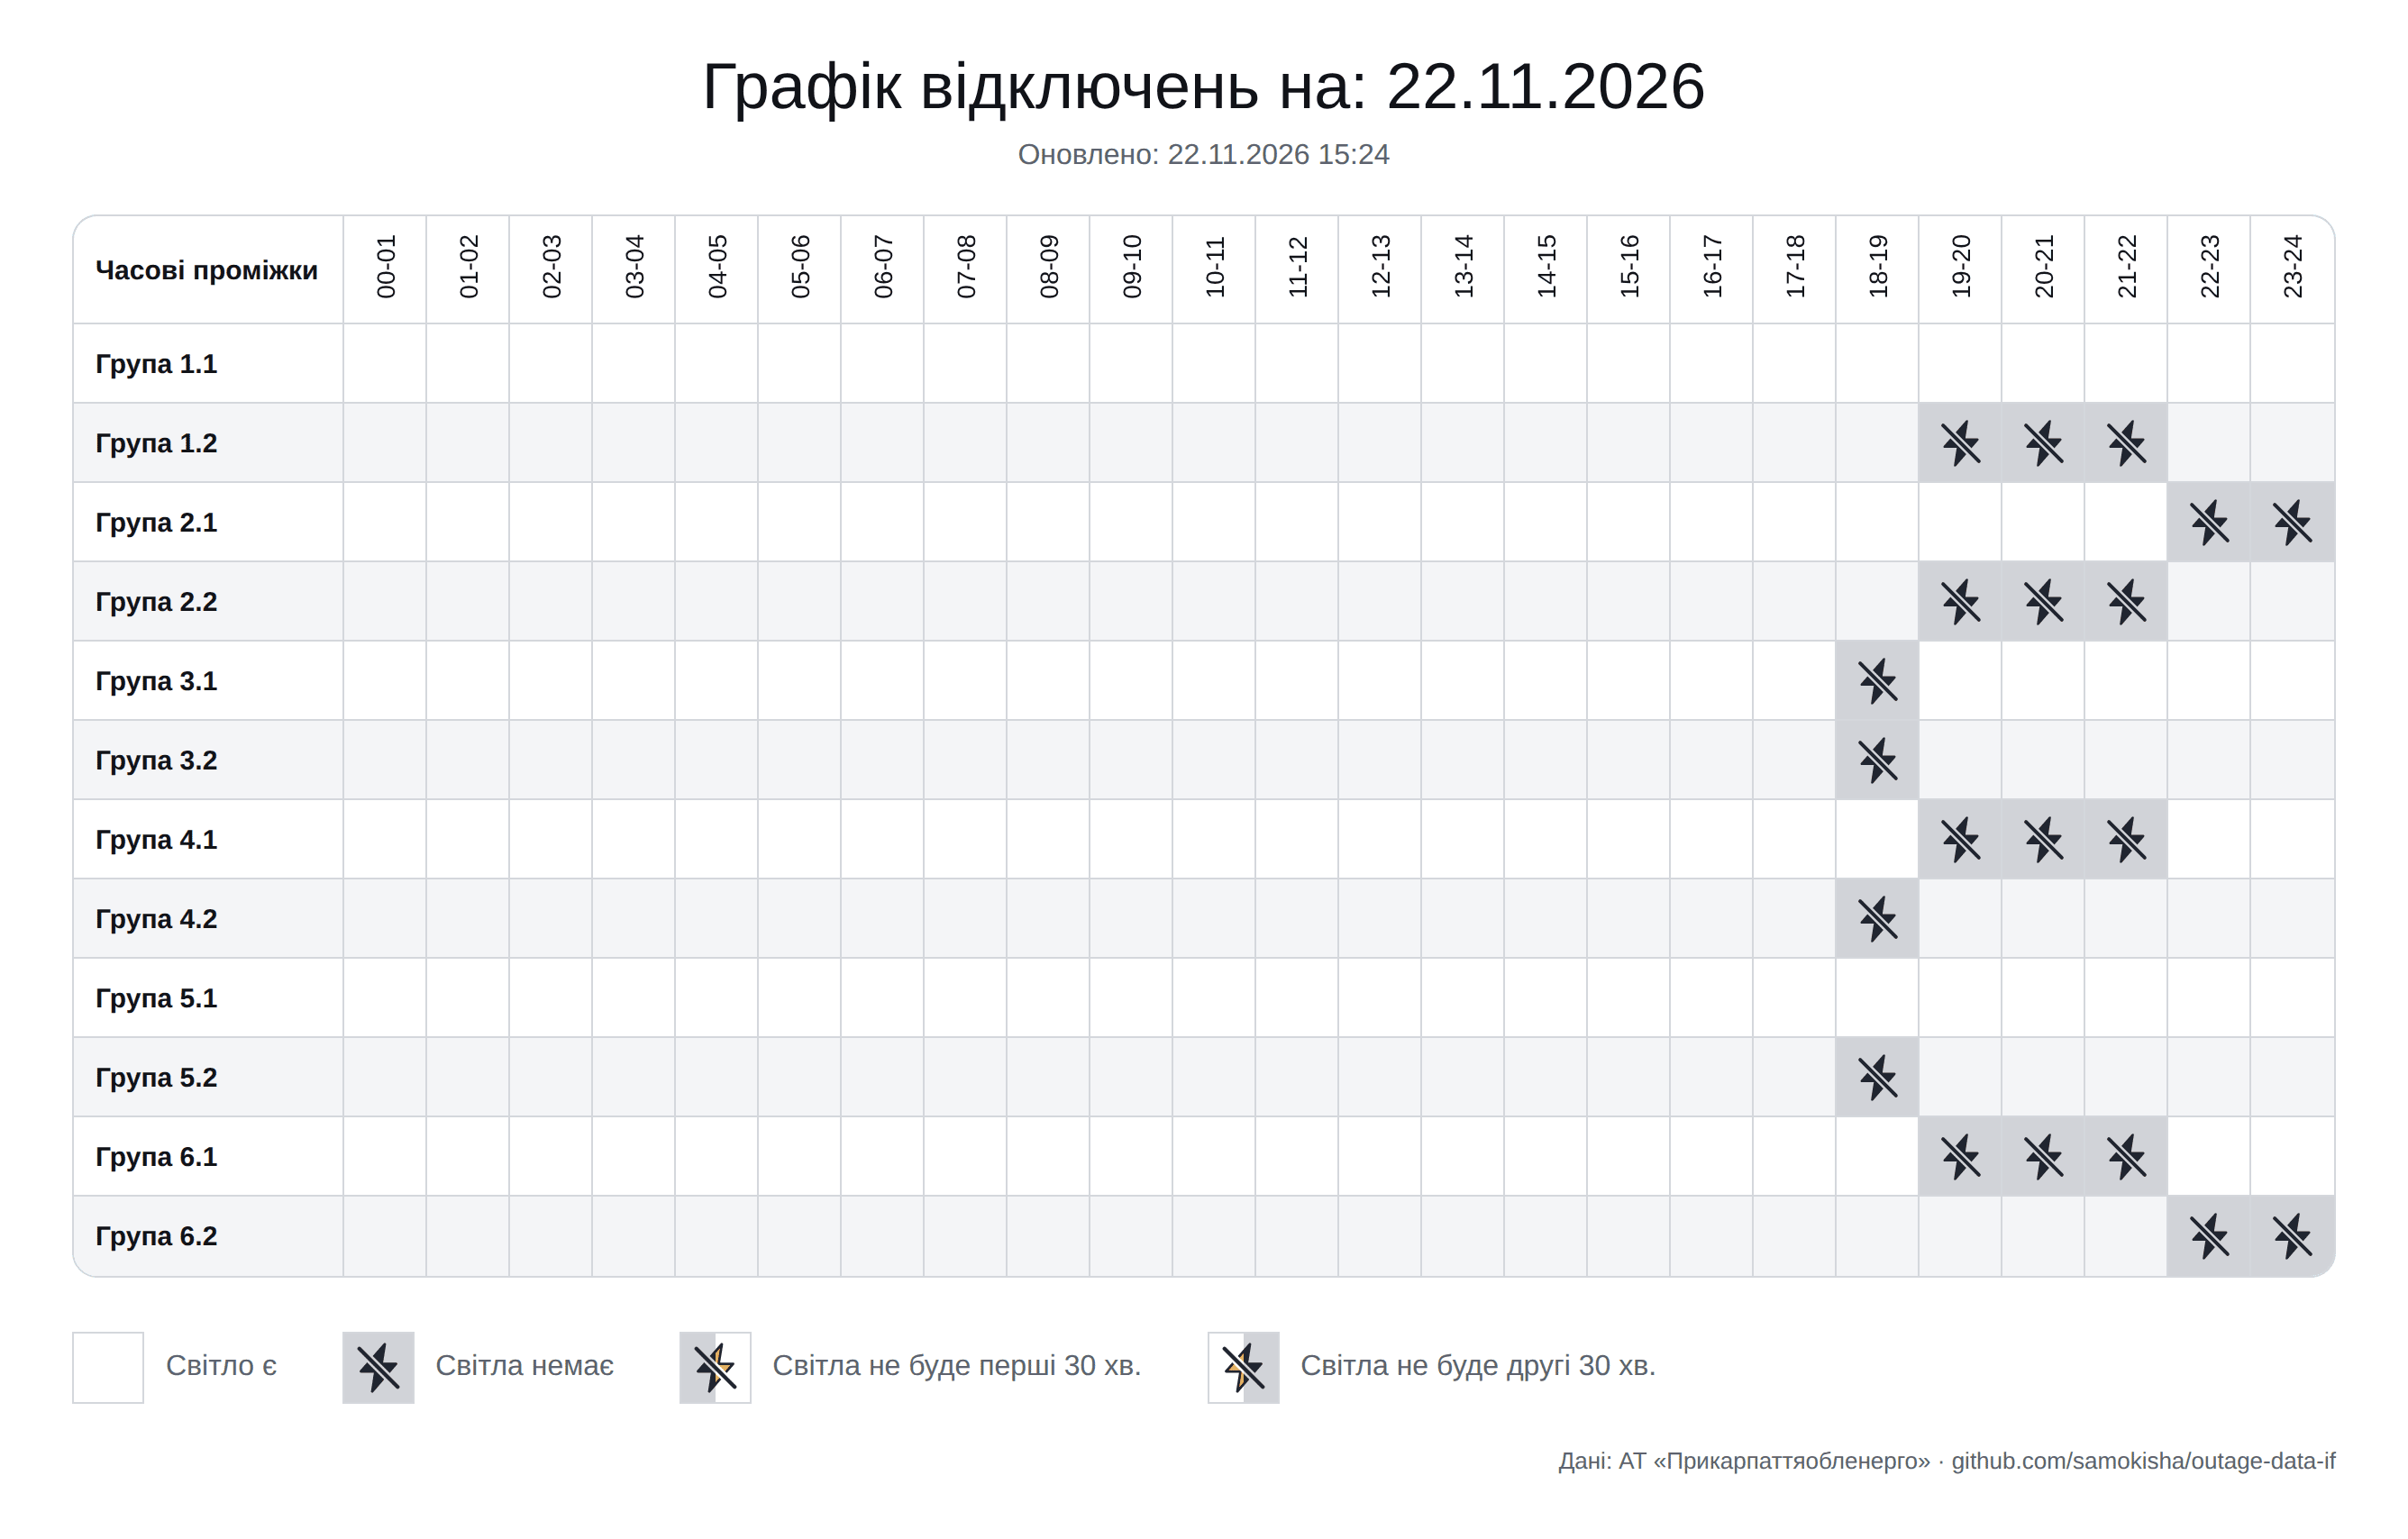 Графік відключень на: 22.11.2026
Оновлено: 22.11.2026 15:24
Часові проміжки 00-01 01-02 02-03 03-04 04-05 05-06 06-07 07-08 08-09 09-10 10-11 11-12 12-13 13-14 14-15 15-16 16-17 17-18 18-19 19-20 20-21 21-22 22-23 23-24
Група 1.1
Група 1.2
Група 2.1
Група 2.2
Група 3.1
Група 3.2
Група 4.1
Група 4.2
Група 5.1
Група 5.2
Група 6.1
Група 6.2
Світло є Світла немає Світла не буде перші 30 хв. Світла не буде другі 30 хв.
Дані: АТ «Прикарпаттяобленерго» · github.com/samokisha/outage-data-if